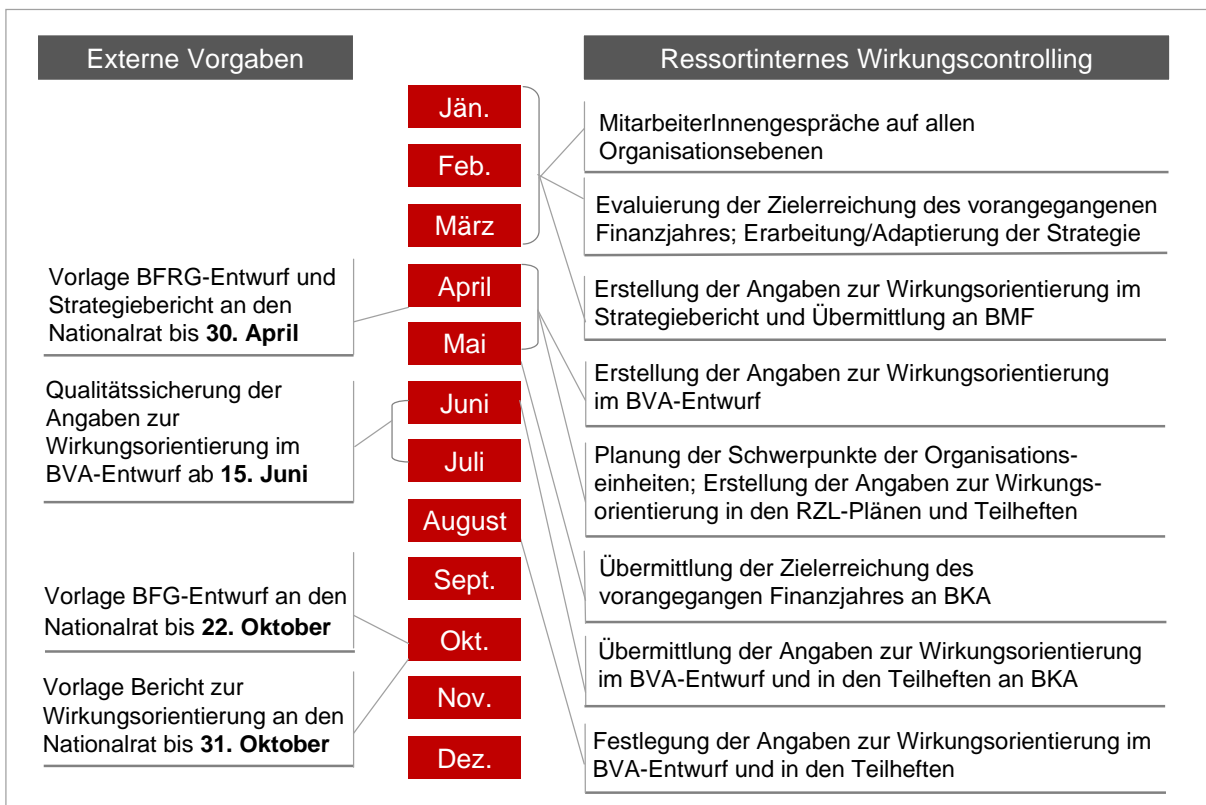 Externe Vorgaben
Vorlage BFRG-Entwurf und
Strategiebericht an den
Nationalrat bis 30. April
Qualitätssicherung der
Angaben zur
Wirkungsorientierung im
BVA-Entwurf ab 15. Juni
Vorlage BFG-Entwurf an den
Nationalrat bis 22. Oktober
Vorlage Bericht zur
Wirkungsorientierung an den
Nationalrat bis 31. Oktober
Jän.
Feb.
März
April
Mai
Juni
Juli
August
Sept.
Okt.
Nov.
Dez.
Ressortinternes Wirkungscontrolling
MitarbeiterInnengespräche auf allen
Organisationsebenen
Evaluierung der Zielerreichung des vorangegangenen
Finanzjahres; Erarbeitung/Adaptierung der Strategie
Erstellung der Angaben zur Wirkungsorientierung im
Strategiebericht und Übermittlung an BMF
Erstellung der Angaben zur Wirkungsorientierung
im BVA-Entwurf
Planung der Schwerpunkte der Organisations-
einheiten; Erstellung der Angaben zur Wirkungs-
orientierung in den RZL-Plänen und Teilheften
Übermittlung der Zielerreichung des
vorangegangen Finanzjahres an BKA
Übermittlung der Angaben zur Wirkungsorientierung
im BVA-Entwurf und in den Teilheften an BKA
Festlegung der Angaben zur Wirkungsorientierung im
BVA-Entwurf und in den Teilheften